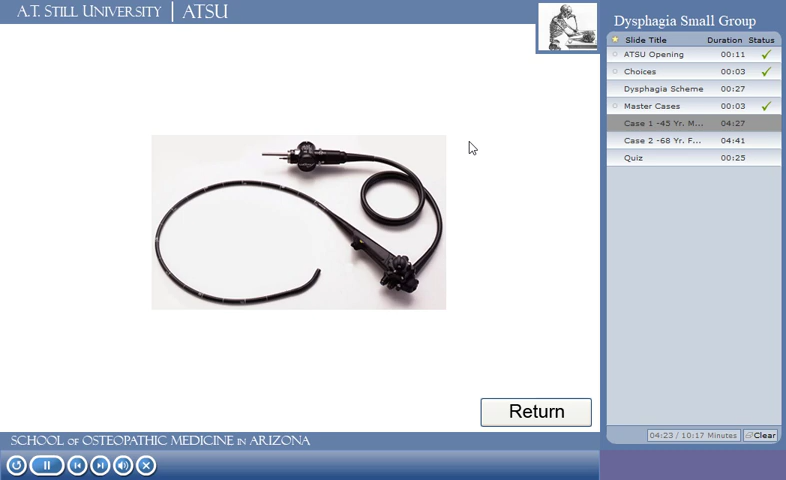 A.T. STILL UNIVERSITY | ATSU
Dysphagia Small Group
Slide Title Duration Status
ATSU Opening 00:11
Choices 00:03
Dysphagia Scheme 00:27
Master Cases 00:03
Case 1 -45 Yr. M... 04:27
Case 2 -68 Yr. F... 04:41
Quiz 00:25
Return
04:23 / 10:17 Minutes Clear
SCHOOL OF OSTEOPATHIC MEDICINE IN ARIZONA